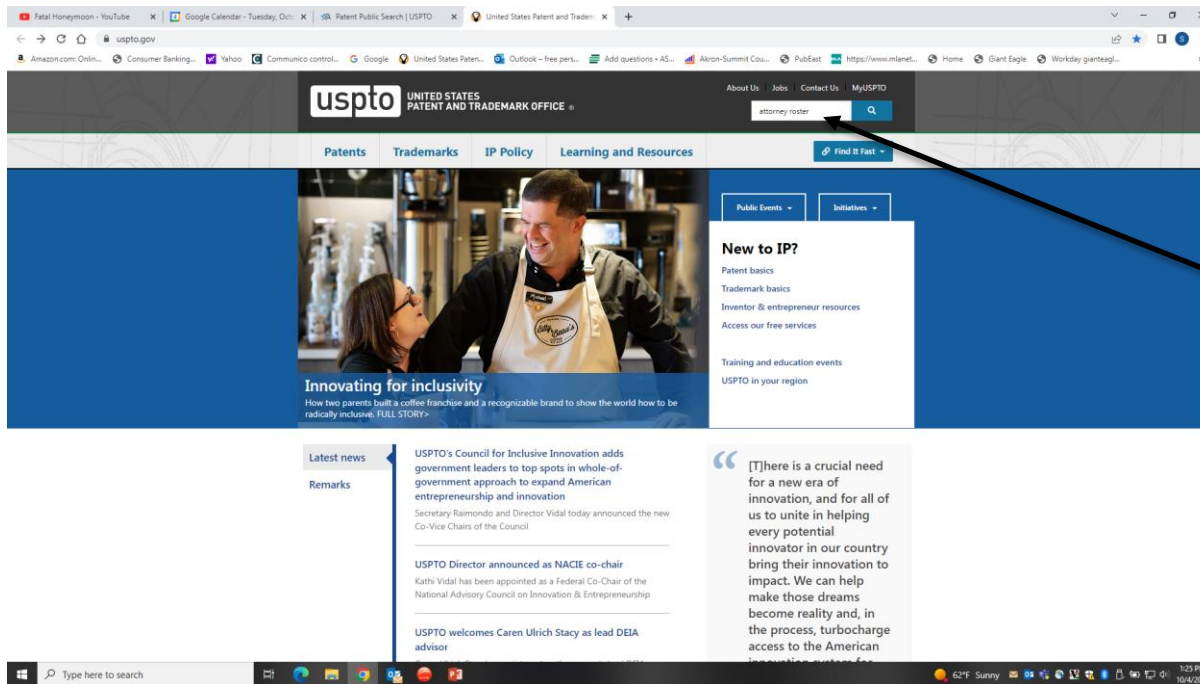 Fatal Honeymoon - YouTube
Google Calendar - Tuesday, Octo
Patent Public Search | USPTO
United States Patent and Tradem
uspto.gov
Amazon.com: Onlin...
Consumer Banking...
Yahoo
Communico control...
Google
United States Paten...
Outlook – free pers...
Add questions • AS...
Akron-Summit Cou...
PubEast
https://www.mlanet...
Home
Giant Eagle
Workday gianteagl...
About Us
Jobs
Contact Us
MyUSPTO
uspto
UNITED STATES
PATENT AND TRADEMARK OFFICE
attorney roster
Patents
Trademarks
IP Policy
Learning and Resources
Find It Fast
Public Events
Initiatives
New to IP?
Patent basics
Trademark basics
Inventor & entrepreneur resources
Access our free services
Training and education events
USPTO in your region
Innovating for inclusivity
How two parents built a coffee franchise and a recognizable brand to show the world how to be
radically inclusive. FULL STORY>
Latest news
Remarks
USPTO's Council for Inclusive Innovation adds
government leaders to top spots in whole-of-
government approach to expand American
entrepreneurship and innovation
Secretary Raimondo and Director Vidal today announced the new
Co-Vice Chairs of the Council
USPTO Director announced as NACIE co-chair
Kathi Vidal has been appointed as a Federal Co-Chair of the
National Advisory Council on Innovation & Entrepreneurship
USPTO welcomes Caren Ulrich Stacy as lead DEIA
advisor
[T]here is a crucial need
for a new era of
innovation, and for all of
us to unite in helping
every potential
innovator in our country
bring their innovation to
impact. We can help
make those dreams
become reality and, in
the process, turbocharge
access to the American
innovation system for
Type here to search
62°F Sunny
1:25 P
10/4/20